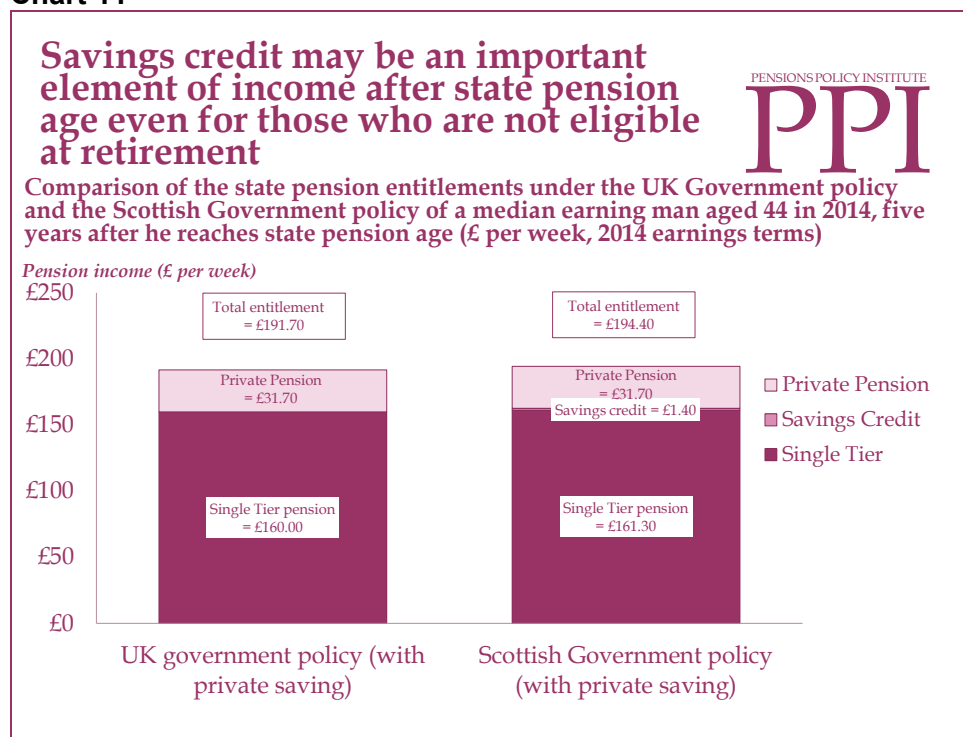 Savings credit may be an important
element of income after state pension
age even for those who are not eligible
at retirement
PENSIONS POLICY INSTITUTE
PPI
Comparison of the state pension entitlements under the UK Government policy
and the Scottish Government policy of a median earning man aged 44 in 2014, five
years after he reaches state pension age (£ per week, 2014 earnings terms)
Pension income (£ per week)
£250
£200
£150
£100
£50
£0
Total entitlement
= £191.70
Private Pension
= £31.70
Single Tier pension
= £160.00
Total entitlement
= £194.40
Private Pension
= £31.70
Savings credit = £1.40
Single Tier pension
= £161.30
Private Pension
Savings Credit
Single Tier
UK government policy (with
private saving)
Scottish Government policy
(with private saving)